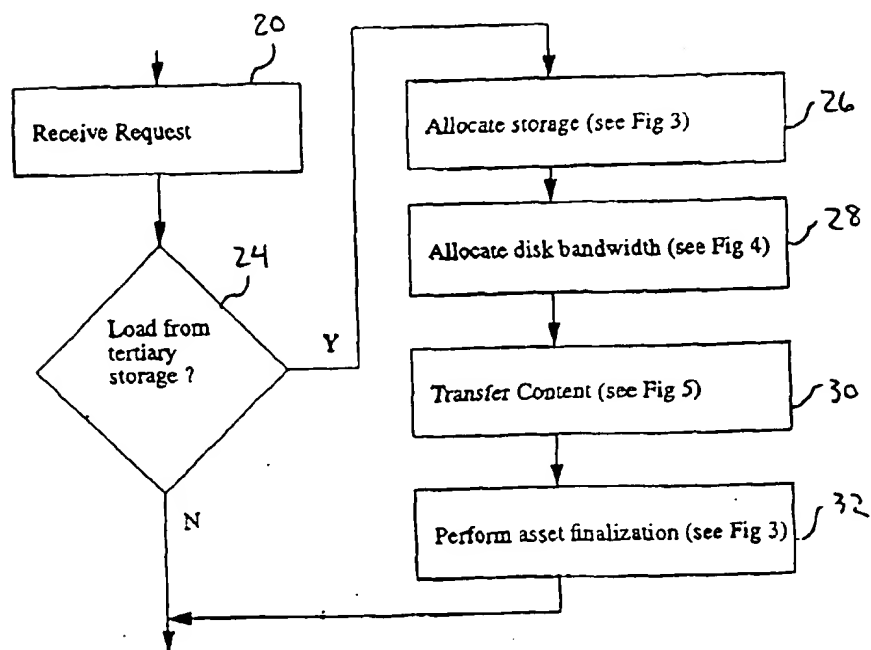 20
Receive Request
24
Load from
tertiary
storage ?
Y
N
Allocate storage (see Fig 3)
26
Allocate disk bandwidth (see Fig 4)
28
Transfer Content (see Fig 5)
30
Perform asset finalization (see Fig 3)
32